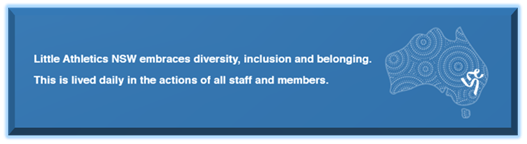 Little Athletics NSW embraces diversity, inclusion and belonging.
This is lived daily in the actions of all staff and members.